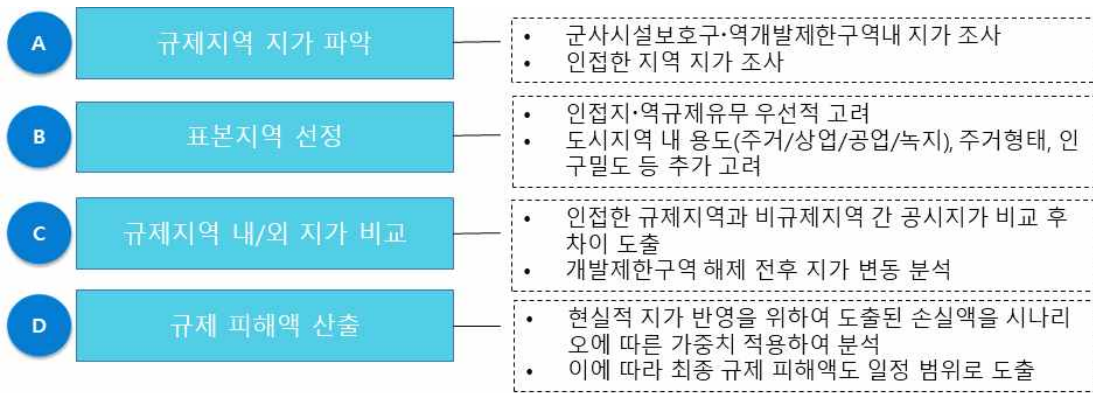 A
규제지역 지가 파악
• 군사시설보호구·역개발제한구역내 지가 조사
• 인접한 지역 지가 조사
B
표본지역 선정
• 인접지·역규제유무 우선적 고려
• 도시지역 내 용도(주거/상업/공업/녹지), 주거형태, 인
구밀도 등 추가 고려
C
규제지역 내/외 지가 비교
• 인접한 규제지역과 비규제지역 간 공시지가 비교 후
차이 도출
• 개발제한구역 해제 전후 지가 변동 분석
D
규제 피해액 산출
• 현실적 지가 반영을 위하여 도출된 손실액을 시나리
오에 따른 가중치 적용하여 분석
• 이에 따라 최종 규제 피해액도 일정 범위로 도출